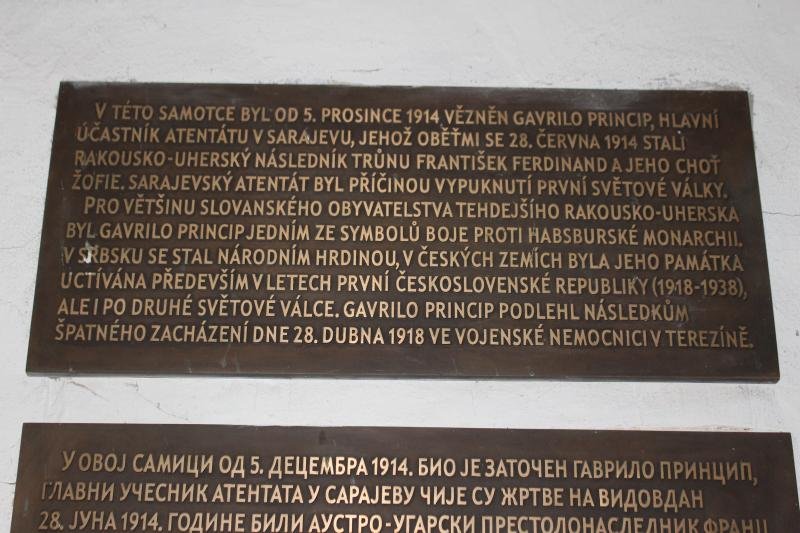 V TÉTO SAMOTCE BYL OD 5. PROSINCE 1914 VĚZNĚN GAVRILO PRINCIP, HLAVNÍ
ÚČASTNÍK ATENTÁTU V SARAJEVU, JEHOŽ OBĚŤMI SE 28. ČERVNA 1914 STALI
RAKOUSKO-UHERSKÝ NÁSLEDNÍK TRŮNU FRANTIŠEK FERDINAND A JEHO CHOŤ
ŽOFIE. SARAJEVSKÝ ATENTÁT BYL PŘÍČINOU VYPUKNUTÍ PRVNÍ SVĚTOVÉ VÁLKY.
PRO VĚTŠINU SLOVANSKÉHO OBYVATELSTVA TEHDEJŠÍHO RAKOUSKO-UHERSKA
BYL GAVRILO PRINCIP JEDNÍM ZE SYMBOLŮ BOJE PROTI HABSBURSKÉ MONARCHII.
V SRBSKU SE STAL NÁRODNÍM HRDINOU, V ČESKÝCH ZEMÍCH BYLA JEHO PAMÁTKA
UCTÍVÁNA PŘEDEVŠÍM V LETECH PRVNÍ ČESKOSLOVENSKÉ REPUBLIKY (1918-1938),
ALE I PO DRUHÉ SVĚTOVÉ VÁLCE. GAVRILO PRINCIP PODLEHL NÁSLEDKŮM
ŠPATNÉHO ZACHÁZENÍ DNE 28. DUBNA 1918 VE VOJENSKÉ NEMOCNICI V TEREZÍNĚ.
У ОВОЈ САМИЦИ ОД 5. ДЕЦЕМБРА 1914. БИО ЈЕ ЗАТОЧЕН ГАВРИЛО ПРИНЦИП,
ГЛАВНИ УЧЕСНИК АТЕНТАТА У САРАЈЕВУ ЧИЈЕ СУ ЖРТВЕ НА ВИДОВДАН
28. ЈУНА 1914. ГОДИНЕ БИЛИ АУСТРО-УГАРСКИ ПРЕСТОЛОНАСЛЕДНИК ФРАНЦ